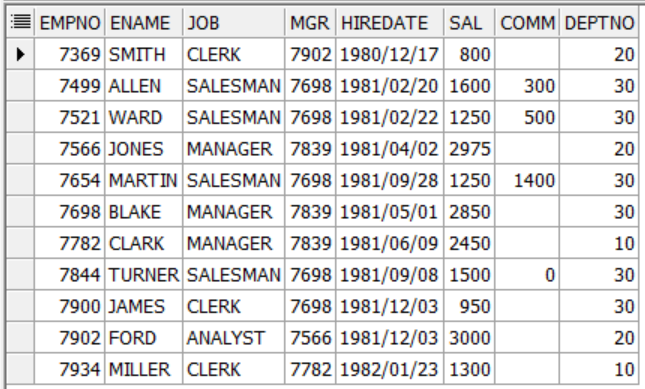 EMPNO ENAME JOB MGR HIREDATE SAL COMM DEPTNO
7369 SMITH CLERK 7902 1980/12/17 800 20
7499 ALLEN SALESMAN 7698 1981/02/20 1600 300 30
7521 WARD SALESMAN 7698 1981/02/22 1250 500 30
7566 JONES MANAGER 7839 1981/04/02 2975 20
7654 MARTIN SALESMAN 7698 1981/09/28 1250 1400 30
7698 BLAKE MANAGER 7839 1981/05/01 2850 30
7782 CLARK MANAGER 7839 1981/06/09 2450 10
7844 TURNER SALESMAN 7698 1981/09/08 1500 0 30
7900 JAMES CLERK 7698 1981/12/03 950 30
7902 FORD ANALYST 7566 1981/12/03 3000 20
7934 MILLER CLERK 7782 1982/01/23 1300 10